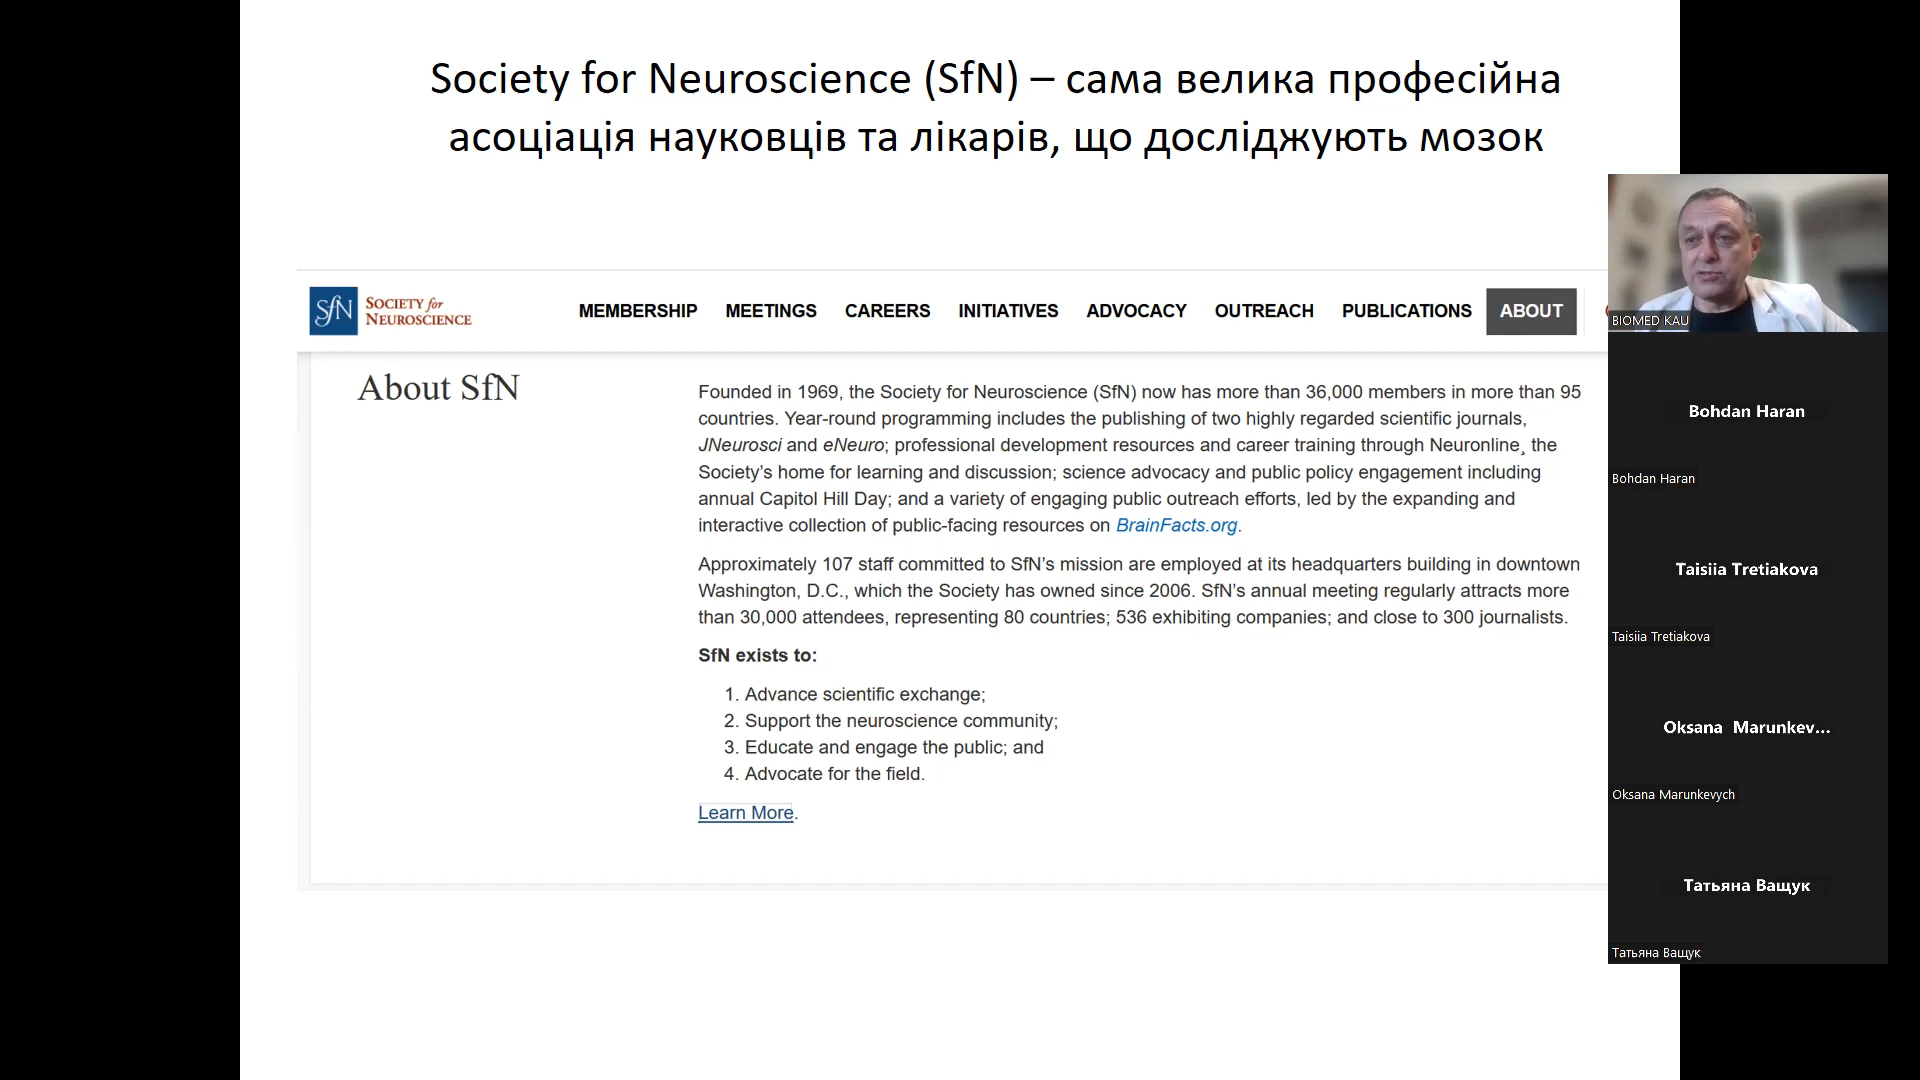 Society for Neuroscience (SfN) – сама велика професійна
асоціація науковців та лікарів, що досліджують мозок
SfN
SOCIETY for
NEUROSCIENCE
MEMBERSHIP MEETINGS CAREERS INITIATIVES ADVOCACY OUTREACH PUBLICATIONS ABOUT
About SfN
Founded in 1969, the Society for Neuroscience (SfN) now has more than 36,000 members in more than 95
countries. Year-round programming includes the publishing of two highly regarded scientific journals,
JNeurosci and eNeuro; professional development resources and career training through Neuronline¸ the
Society’s home for learning and discussion; science advocacy and public policy engagement including
annual Capitol Hill Day; and a variety of engaging public outreach efforts, led by the expanding and
interactive collection of public-facing resources on BrainFacts.org.
Approximately 107 staff committed to SfN’s mission are employed at its headquarters building in downtown
Washington, D.C., which the Society has owned since 2006. SfN’s annual meeting regularly attracts more
than 30,000 attendees, representing 80 countries; 536 exhibiting companies; and close to 300 journalists.
SfN exists to:
1. Advance scientific exchange;
2. Support the neuroscience community;
3. Educate and engage the public; and
4. Advocate for the field.
Learn More.
BIOMED KAU
Bohdan Haran
Bohdan Haran
Taisiia Tretiakova
Taisiia Tretiakova
Oksana Marunkev...
Oksana Marunkevych
Татьяна Ващук
Татьяна Ващук